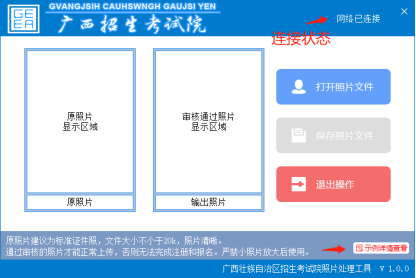 GVANGJSIH CAUHSWNGH GAUJSI YEN
GEEA
广西招生考试院
网络已连接
连接状态
原照片
显示区域
审核通过照片
显示区域
打开照片文件
保存照片文件
退出操作
原照片
输出照片
原照片建议为标准证件照，文件大小不小于20k，照片清晰。
通过审核的照片才能正常上传，否则无法完成注册和报名。严禁小照片放大后使用。
示例详情查看
广西壮族自治区招生考试院照片处理工具 V 1.0.0